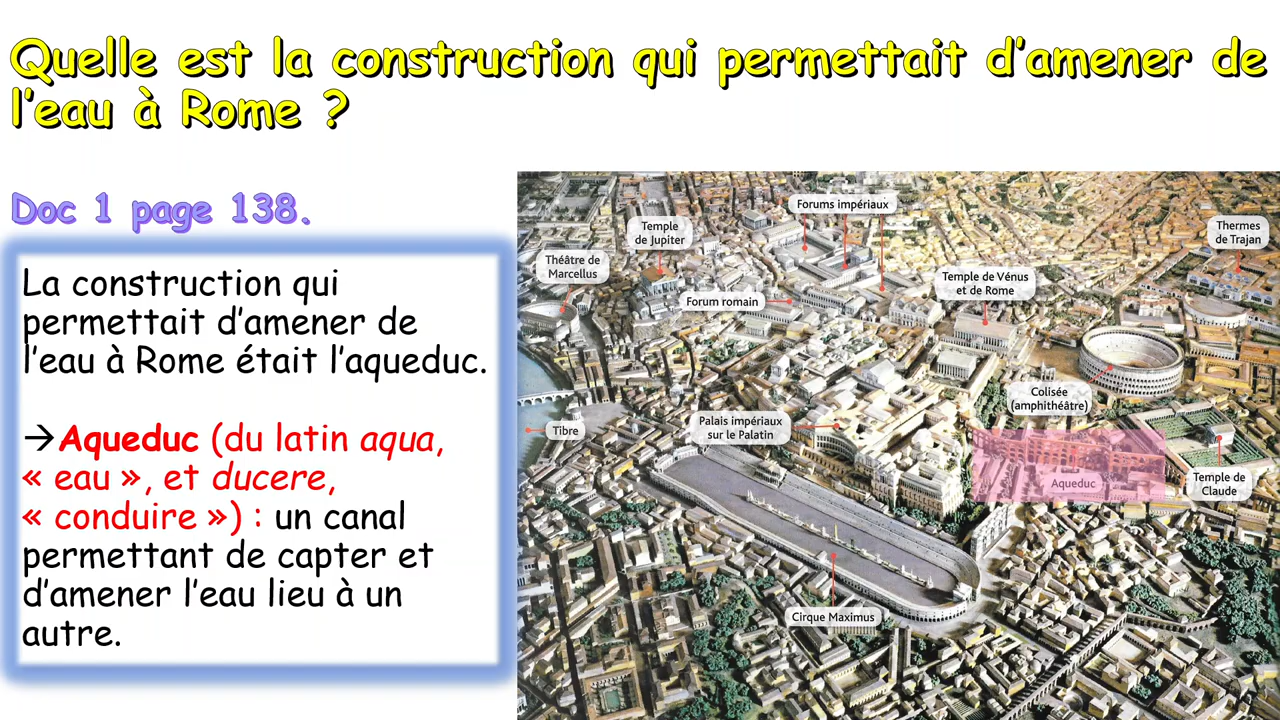 Quelle est la construction qui permettait d’amener de
l’eau à Rome ?
Doc 1 page 138.
La construction qui
permettait d’amener de
l’eau à Rome était l’aqueduc.
→Aqueduc (du latin aqua,
« eau », et ducere,
« conduire ») : un canal
permettant de capter et
d’amener l’eau lieu à un
autre.
Forums impériaux
Temple
de Jupiter
Thermes
de Trajan
Théâtre de
Marcellus
Temple de Vénus
et de Rome
Forum romain
Colisée
(amphithéâtre)
Palais impériaux
sur le Palatin
Tibre
Aqueduc
Temple de
Claude
Cirque Maximus